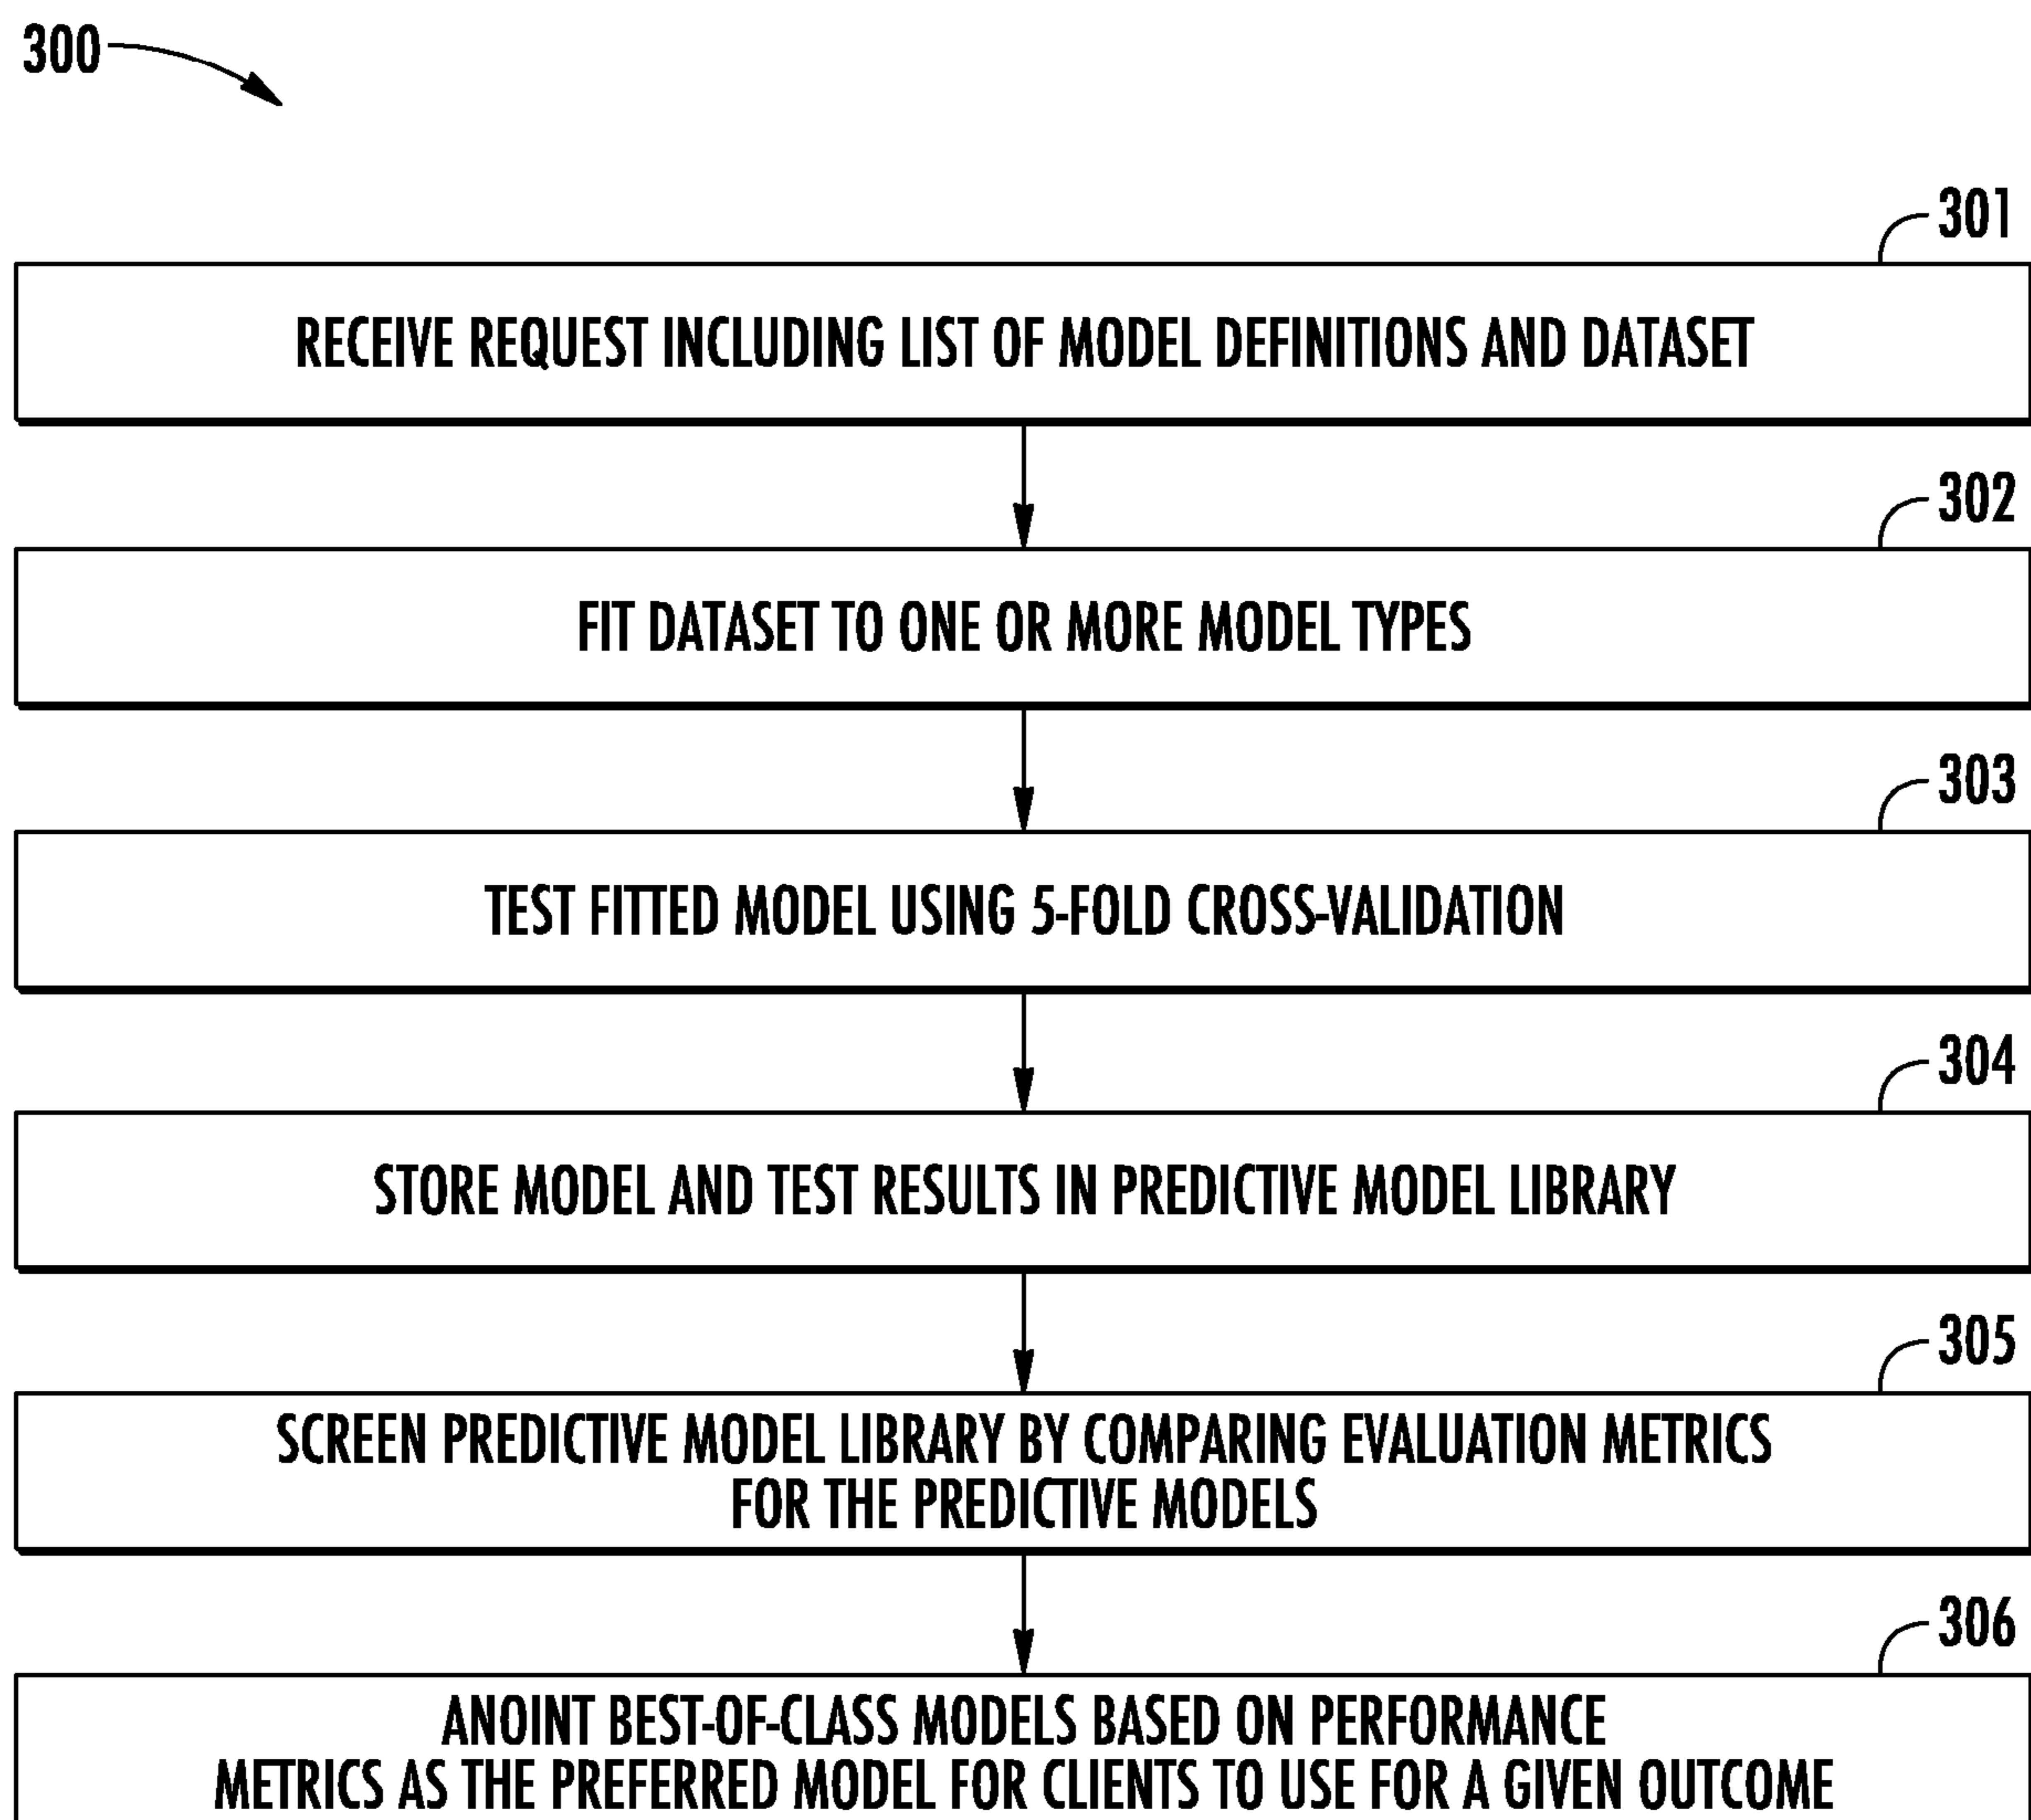 300
301
RECEIVE REQUEST INCLUDING LIST OF MODEL DEFINITIONS AND DATASET
302
FIT DATASET TO ONE OR MORE MODEL TYPES
303
TEST FITTED MODEL USING 5-FOLD CROSS-VALIDATION
304
STORE MODEL AND TEST RESULTS IN PREDICTIVE MODEL LIBRARY
305
SCREEN PREDICTIVE MODEL LIBRARY BY COMPARING EVALUATION METRICS
FOR THE PREDICTIVE MODELS
306
ANOINT BEST-OF-CLASS MODELS BASED ON PERFORMANCE
METRICS AS THE PREFERRED MODEL FOR CLIENTS TO USE FOR A GIVEN OUTCOME